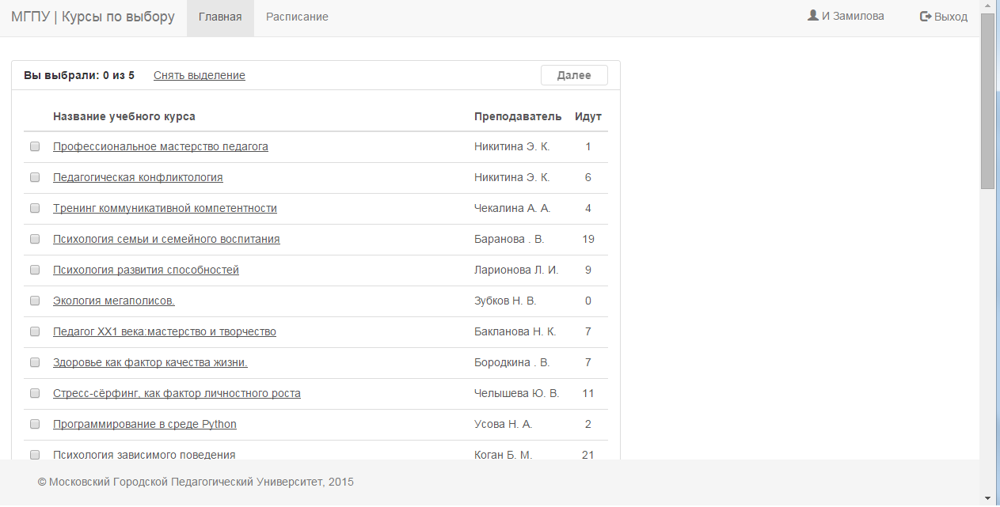 МГПУ | Курсы по выбору Главная Расписание И Замилова Выход
Вы выбрали: 0 из 5 Снять выделение Далее
Название учебного курса Преподаватель Идут
Профессиональное мастерство педагога Никитина Э. К. 1
Педагогическая конфликтология Никитина Э. К. 6
Тренинг коммуникативной компетентности Чекалина А. А. 4
Психология семьи и семейного воспитания Баранова . В. 19
Психология развития способностей Ларионова Л. И. 9
Экология мегаполисов. Зубков Н. В. 0
Педагог ХХ1 века:мастерство и творчество Бакланова Н. К. 7
Здоровье как фактор качества жизни. Бородкина . В. 7
Стресс-сёрфинг, как фактор личностного роста Челышева Ю. В. 11
Программирование в среде Python Усова Н. А. 2
Психология зависимого поведения Коган Б. М. 21
© Московский Городской Педагогический Университет, 2015